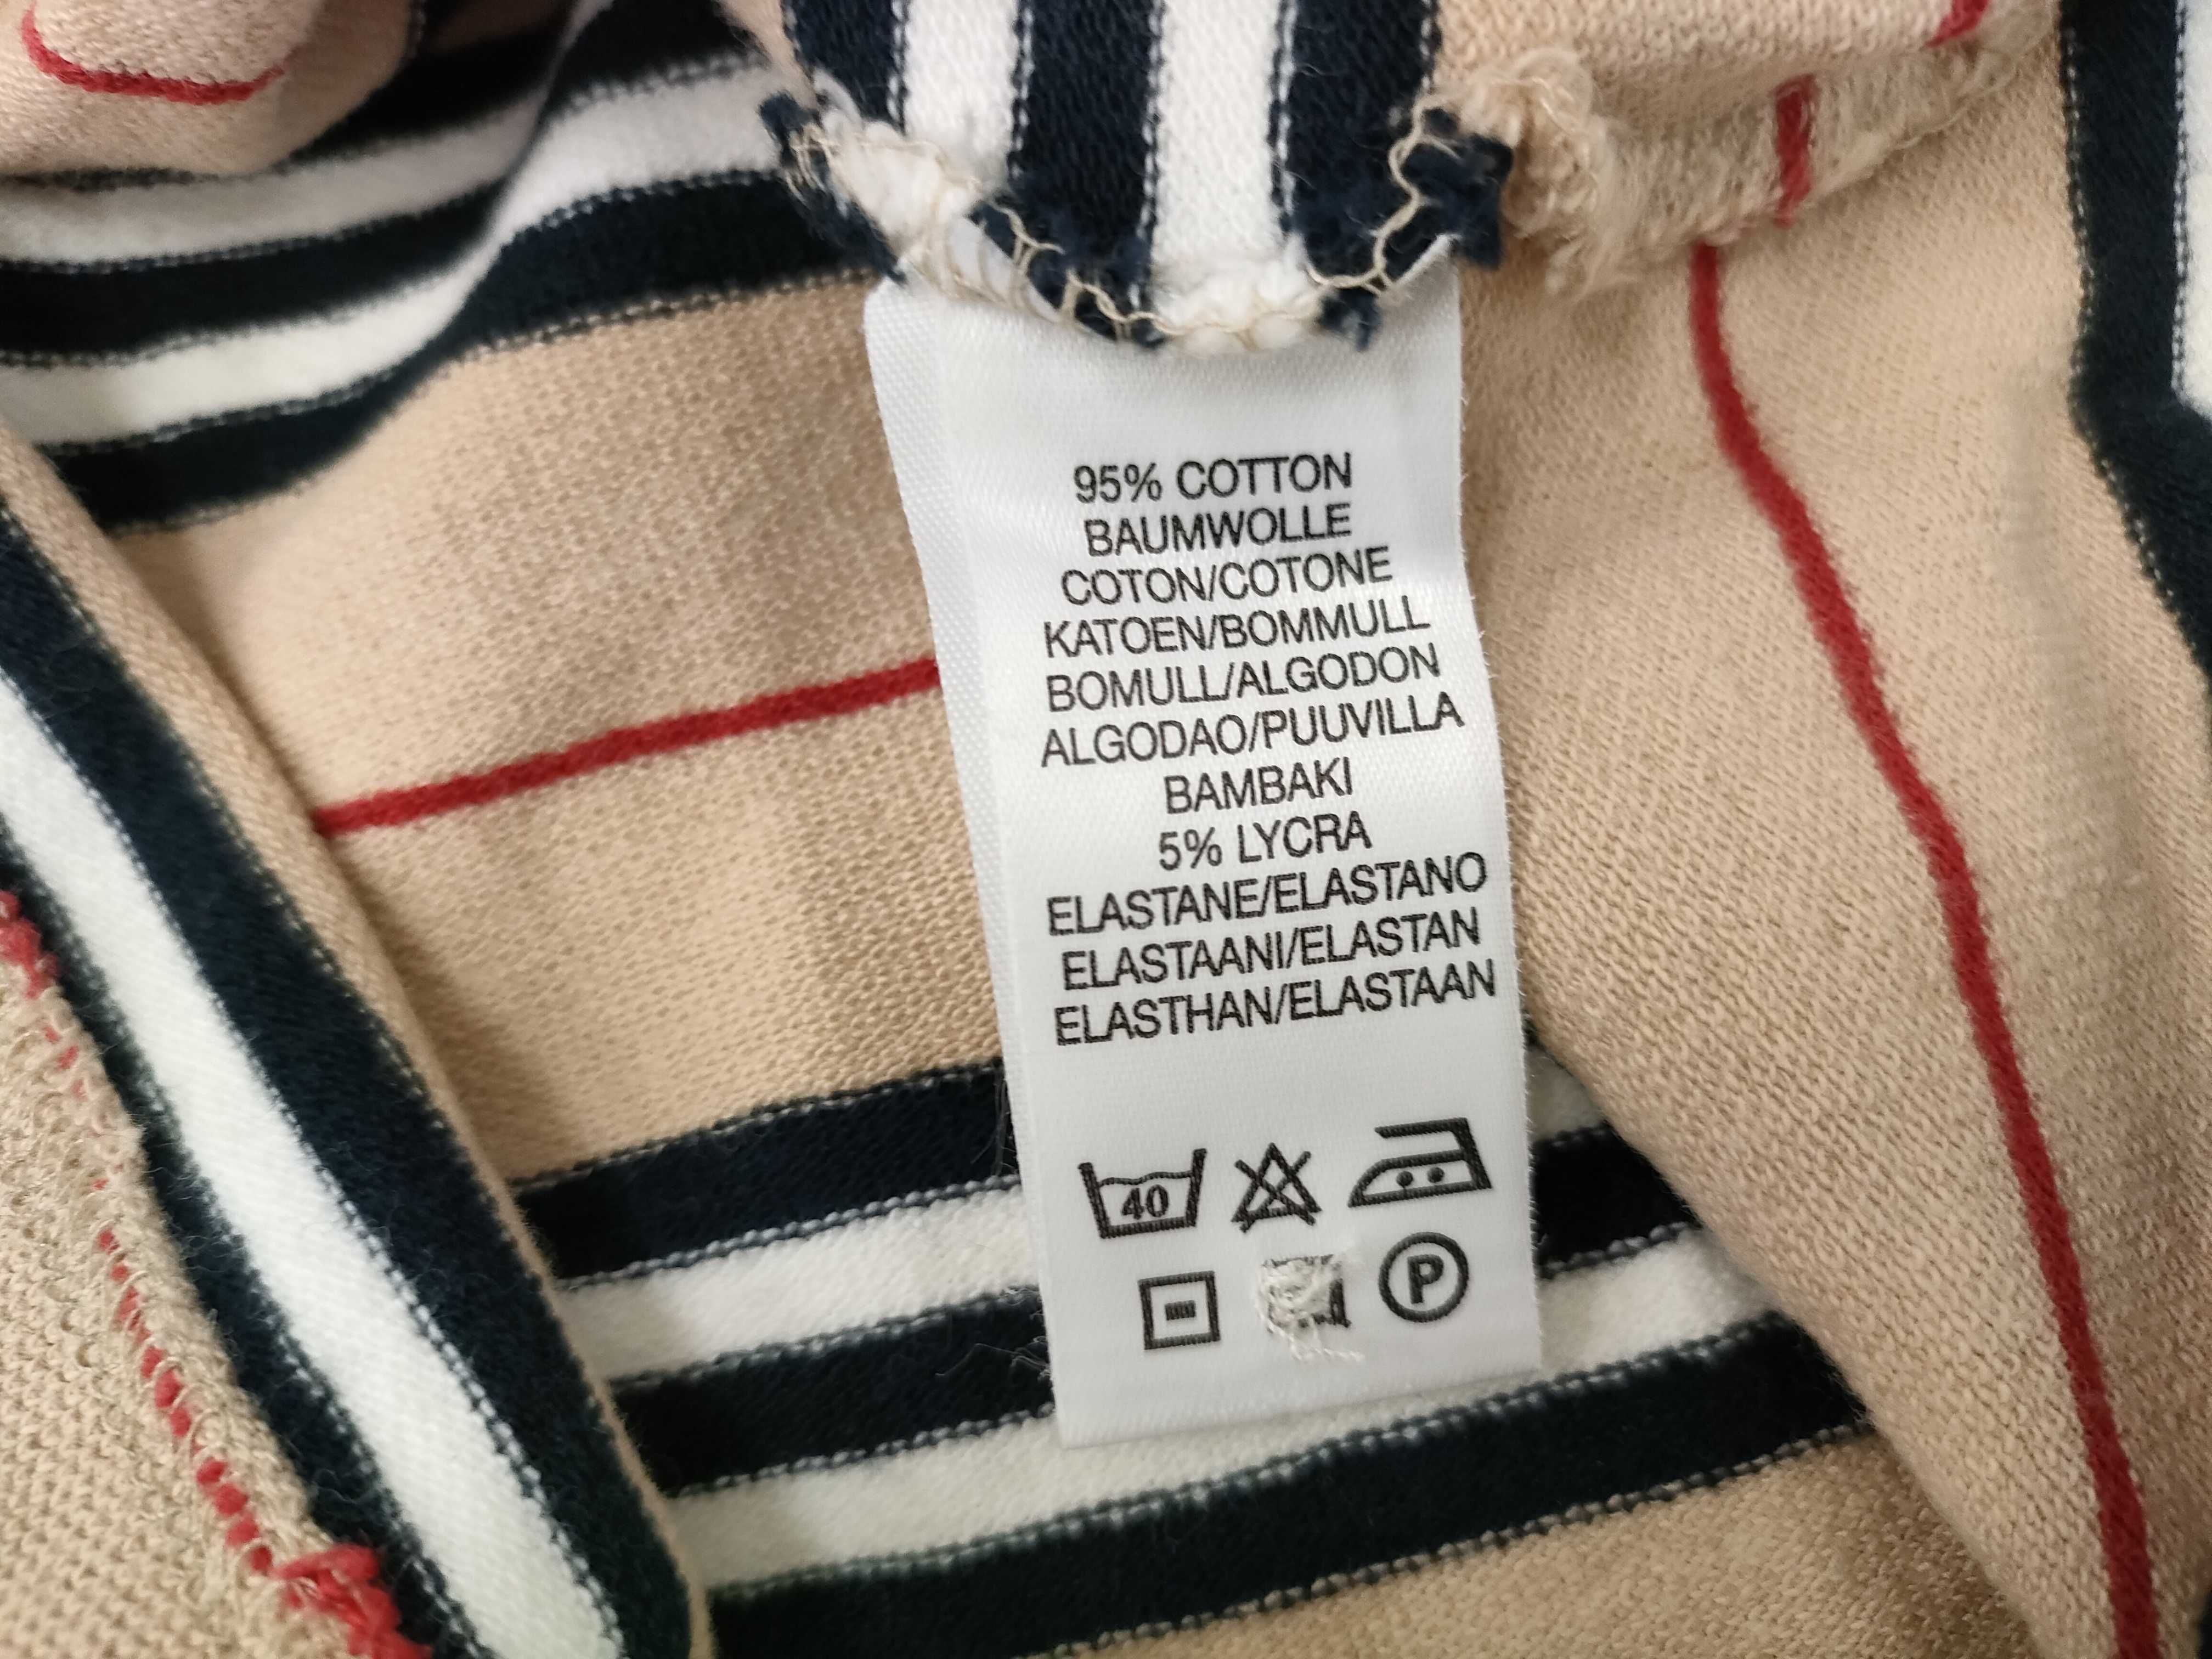 95% COTTON
BAUMWOLLE
COTON/COTONE
KATOEN/BOMMULL
BOMULL/ALGODON
ALGODAO/PUUVILLA
BAMBAKI
5% LYCRA
ELASTANE/ELASTANO
ELASTAANI/ELASTAN
ELASTHAN/ELASTAAN
40
P